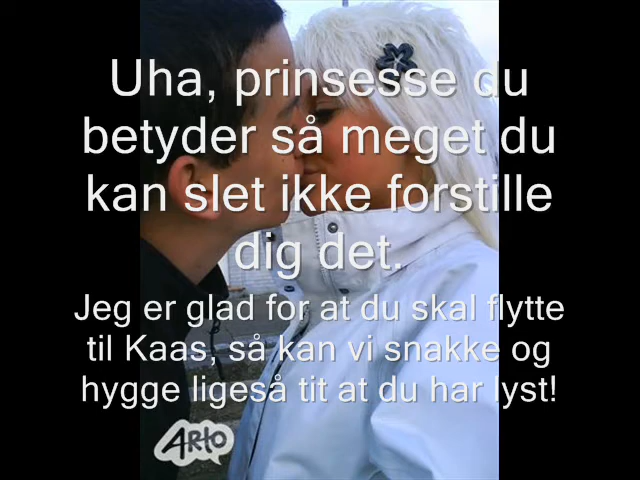 Uha, prinsesse du
betyder så meget du
kan slet ikke forstille
dig det.
Jeg er glad for at du skal flytte
til Kaas, så kan vi snakke og
hygge ligeså tit at du har lyst!
ARTO